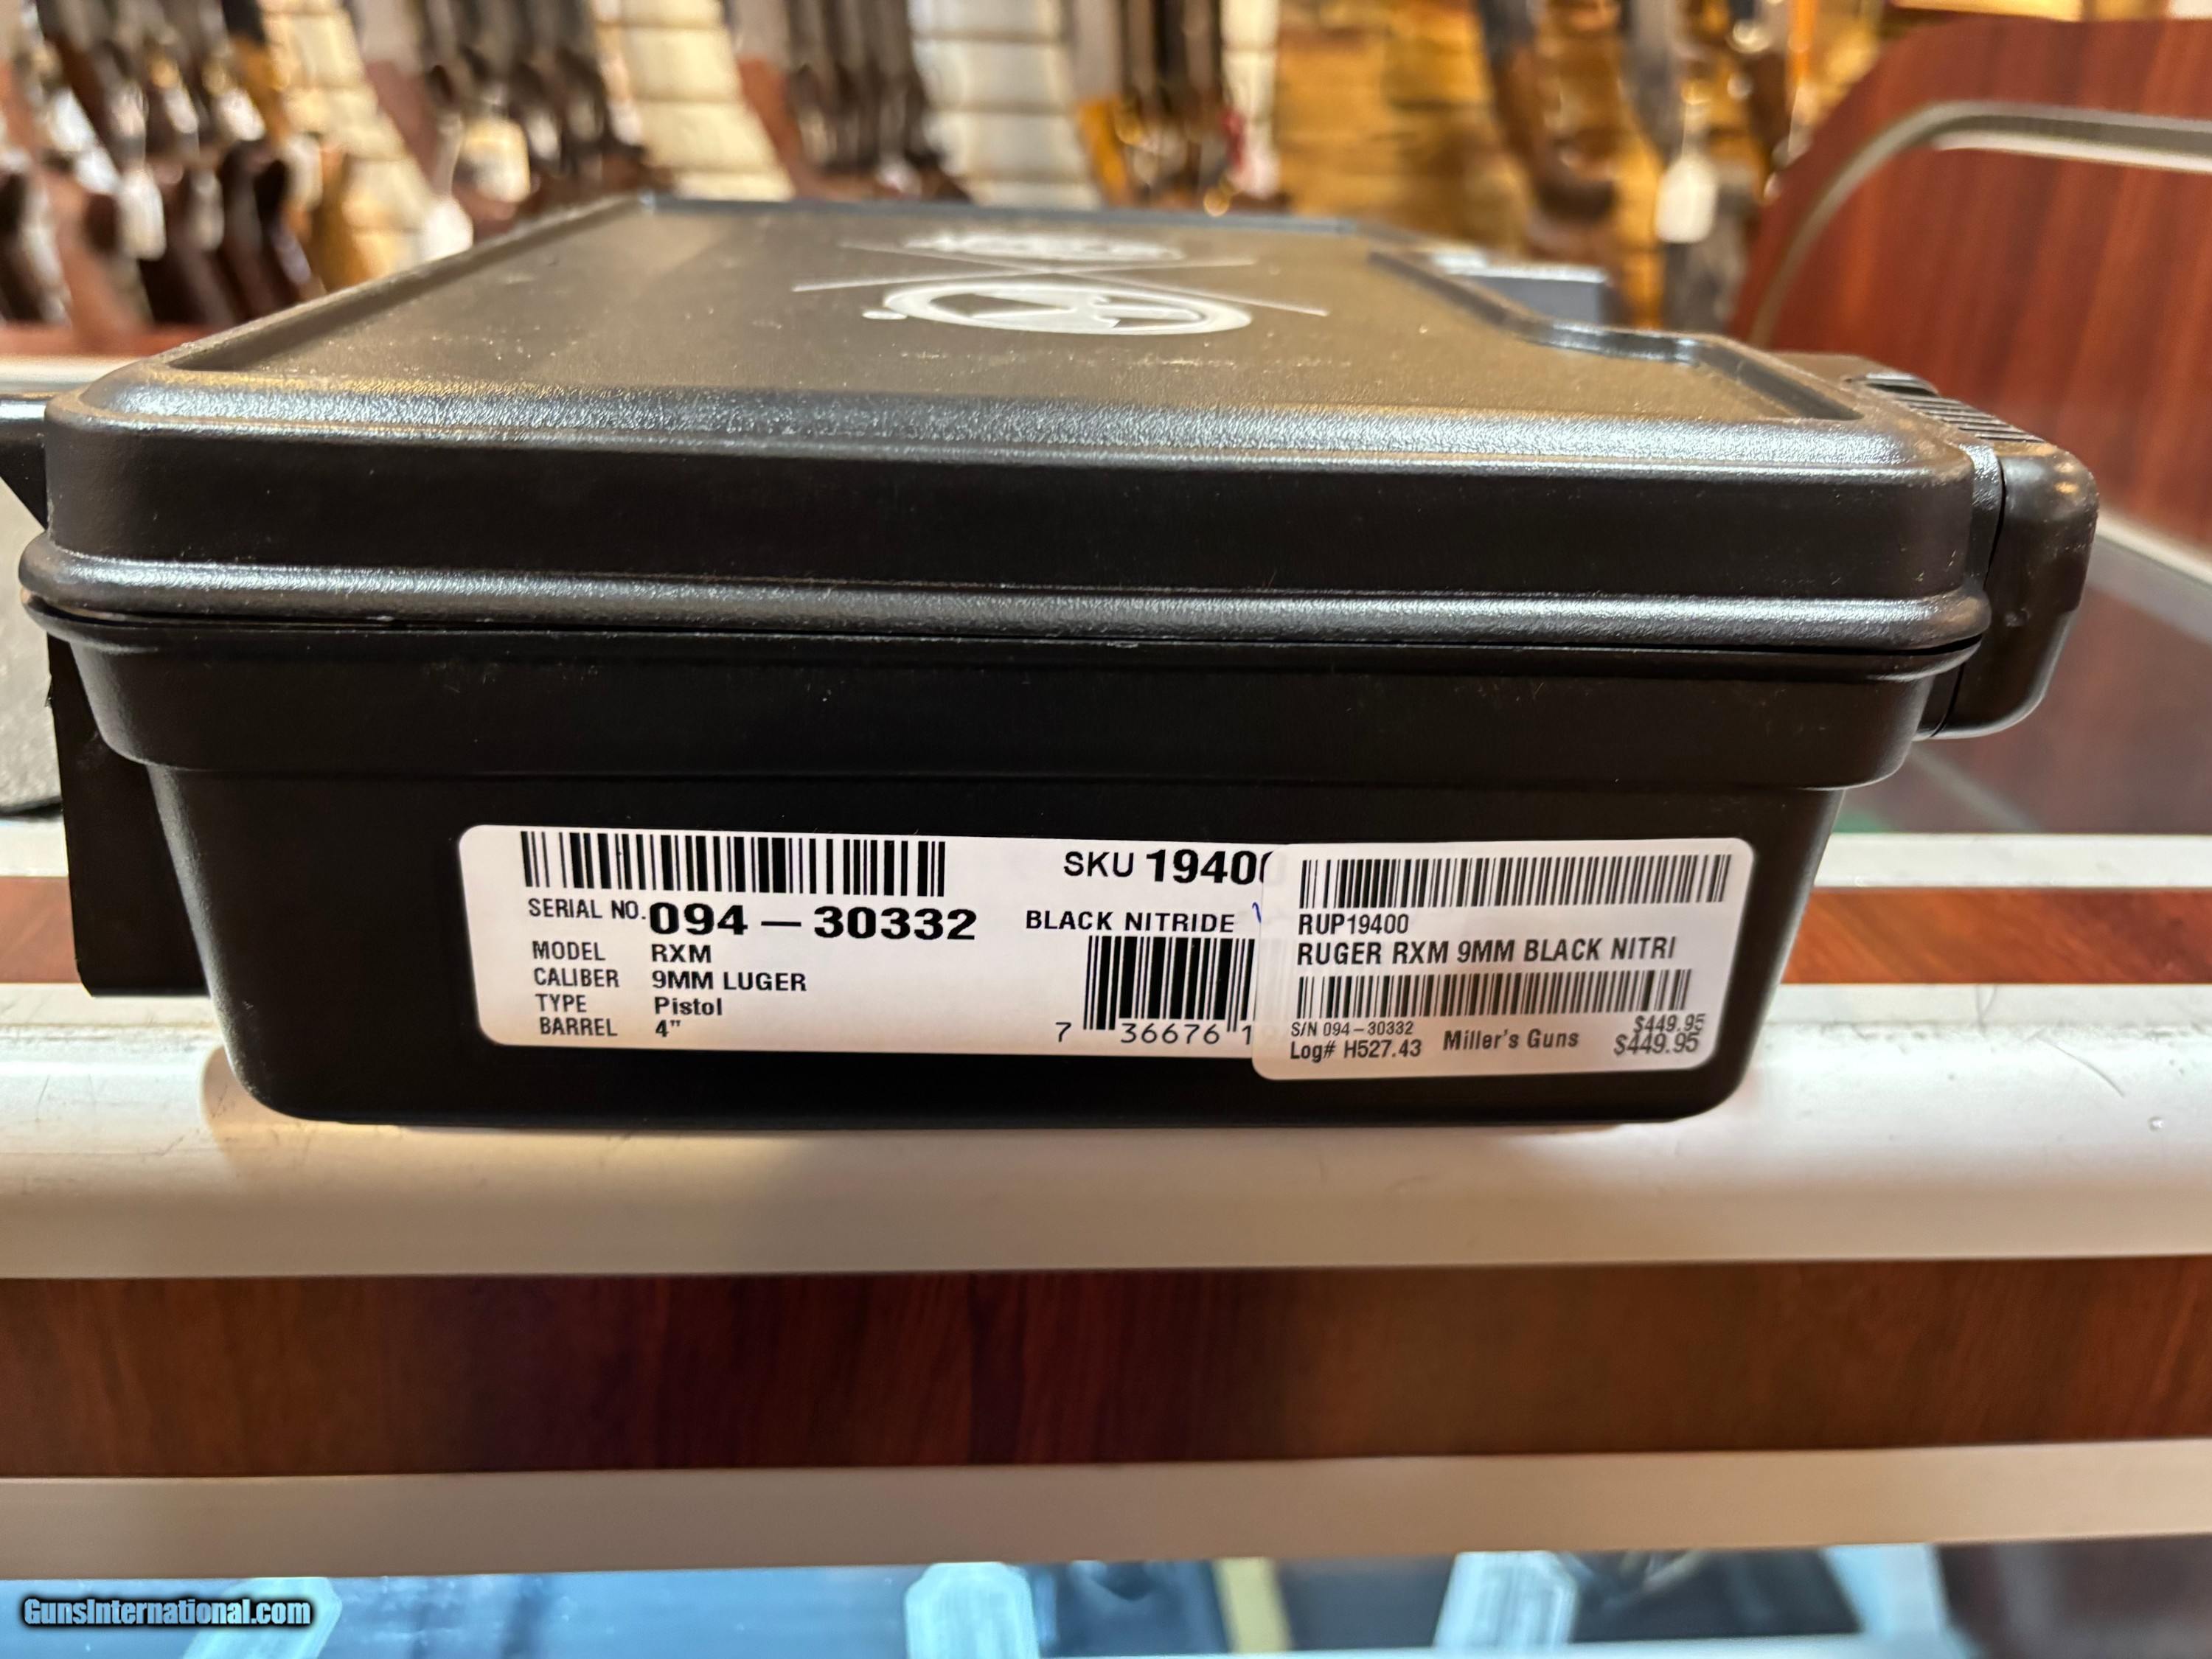 SKU 1940
SERIAL NO. 094-30332
BLACK NITRIDE
MODEL RXM
CALIBER 9MM LUGER
TYPE Pistol
BARREL 4"
7 36676 1
RUP19400
RUGER RXM 9MM BLACK NITRI
S/N 094-30332
$449.95
Log# H527.43 Miller's Guns $449.95
GunsInternational.com